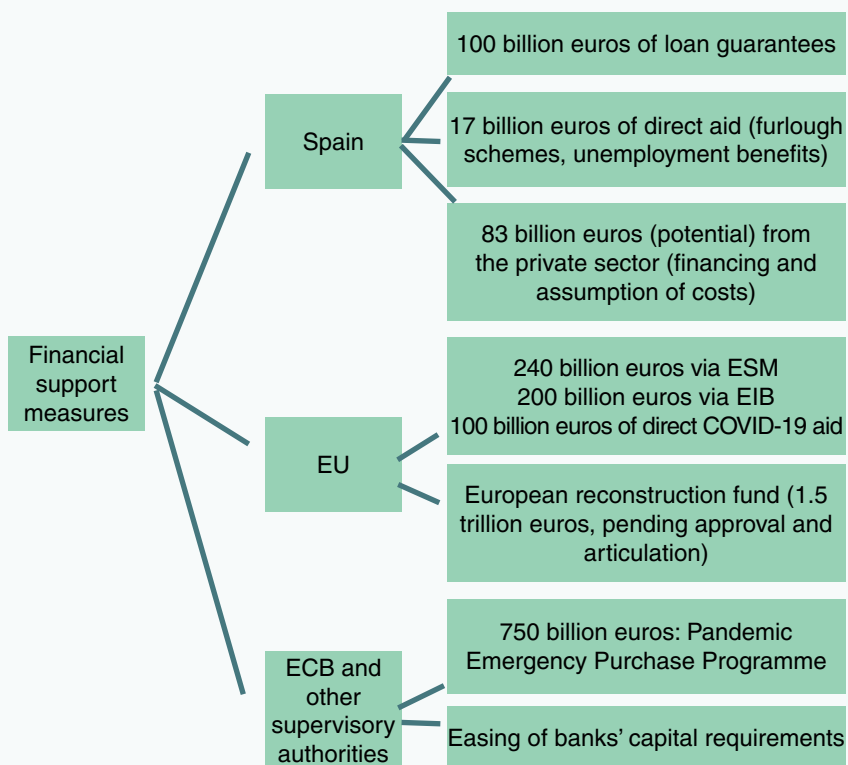 Financial
support
measures
Spain
100 billion euros of loan guarantees
17 billion euros of direct aid (furlough
schemes, unemployment benefits)
83 billion euros (potential) from
the private sector (financing and
assumption of costs)
EU
240 billion euros via ESM
200 billion euros via EIB
100 billion euros of direct COVID-19 aid
European reconstruction fund (1.5
trillion euros, pending approval and
articulation)
ECB and
other
supervisory
authorities
750 billion euros: Pandemic
Emergency Purchase Programme
Easing of banks’ capital requirements